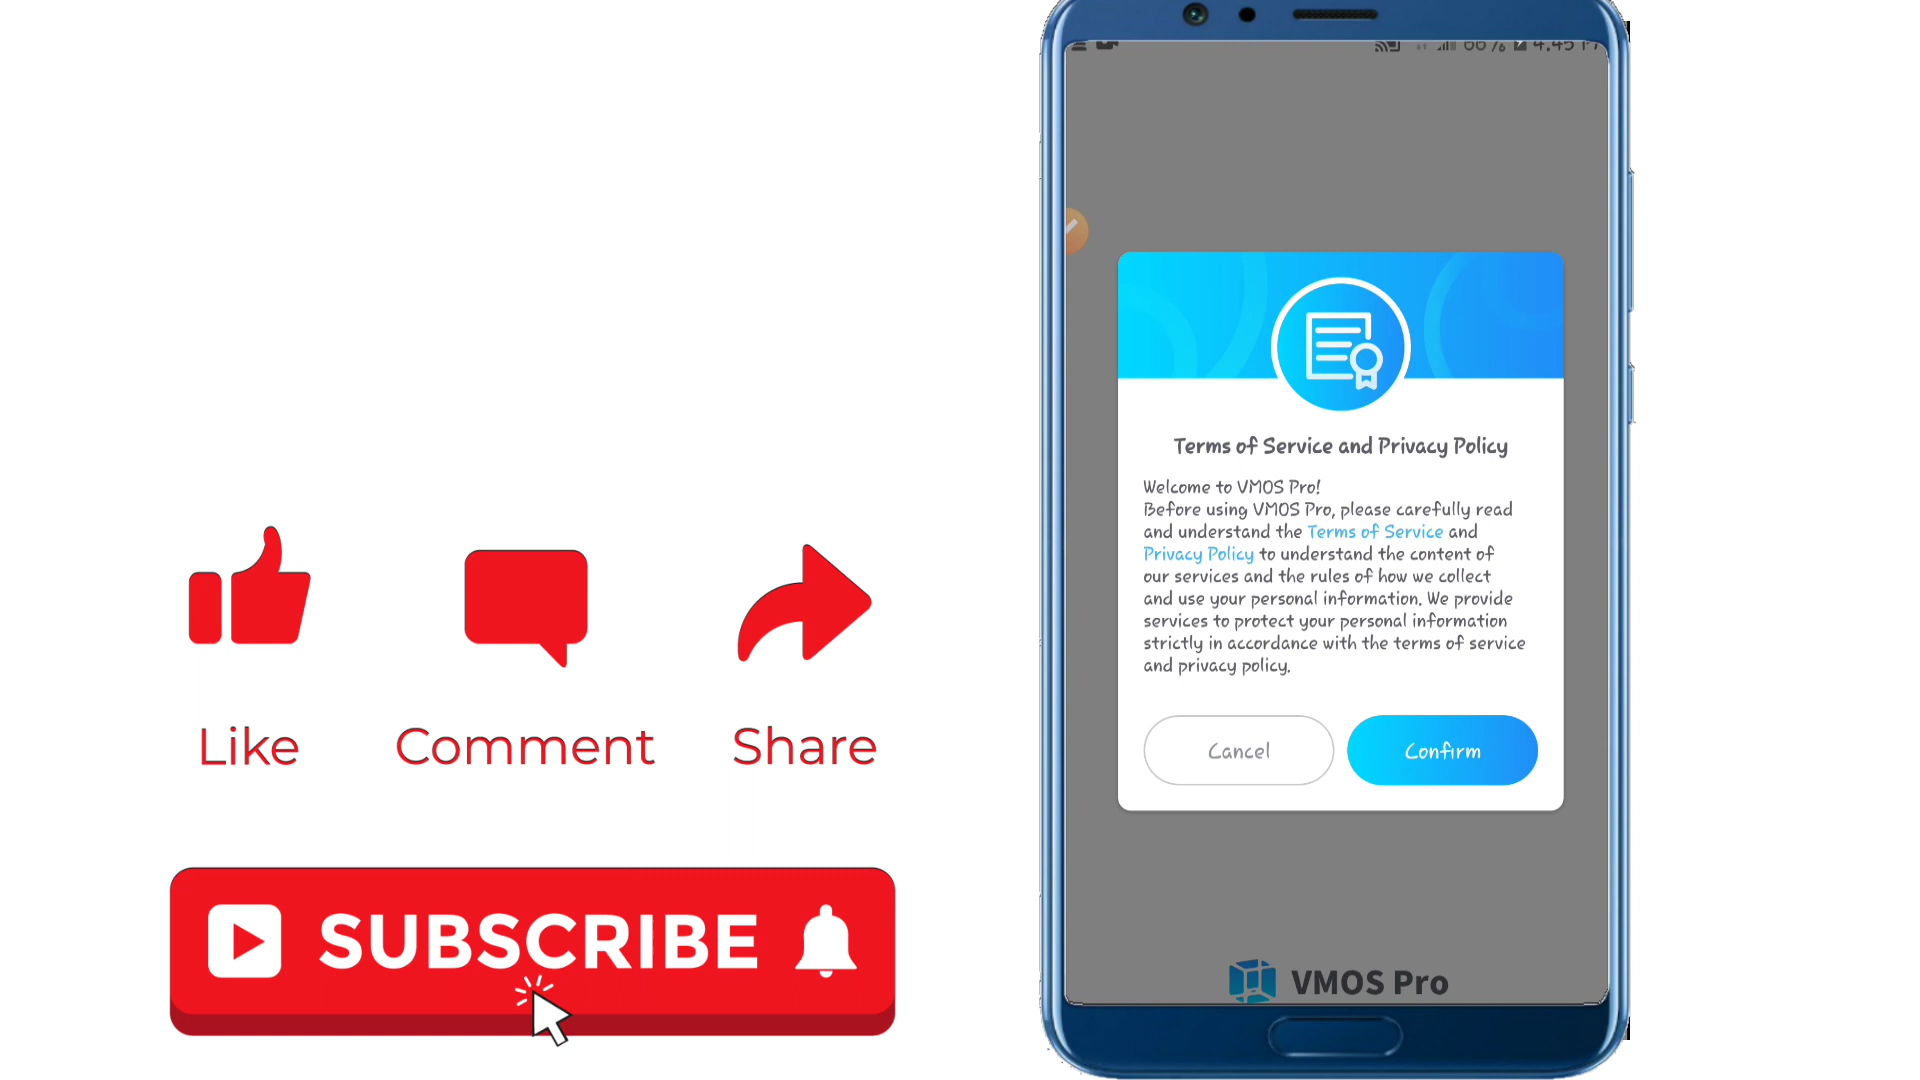 Like
Comment
Share
SUBSCRIBE
Terms of Service and Privacy Policy
Welcome to VMOS Pro!
Before using VMOS Pro, please carefully read
and understand the Terms of Service and
Privacy Policy to understand the content of
our services and the rules of how we collect
and use your personal information. We provide
services to protect your personal information
strictly in accordance with the terms of service
and privacy policy.
Cancel
Confirm
VMOS Pro